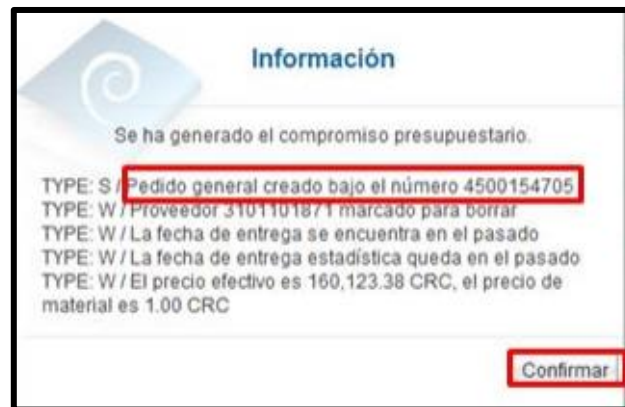 Información
Se ha generado el compromiso presupuestario.
TYPE: S / Pedido general creado bajo el número 4500154705
TYPE: W / Proveedor 3101101871 marcado para borrar
TYPE: W / La fecha de entrega se encuentra en el pasado
TYPE: W / La fecha de entrega estadística queda en el pasado
TYPE: W / El precio efectivo es 160,123.38 CRC, el precio de
material es 1.00 CRC
Confirmar